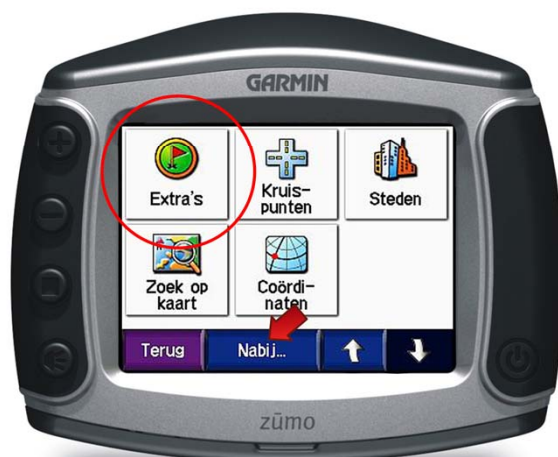 GARMIN
Extra's
Kruis-
punten
Steden
Zoek op
kaart
Coördi-
naten
Terug
Nabij...
zūmo